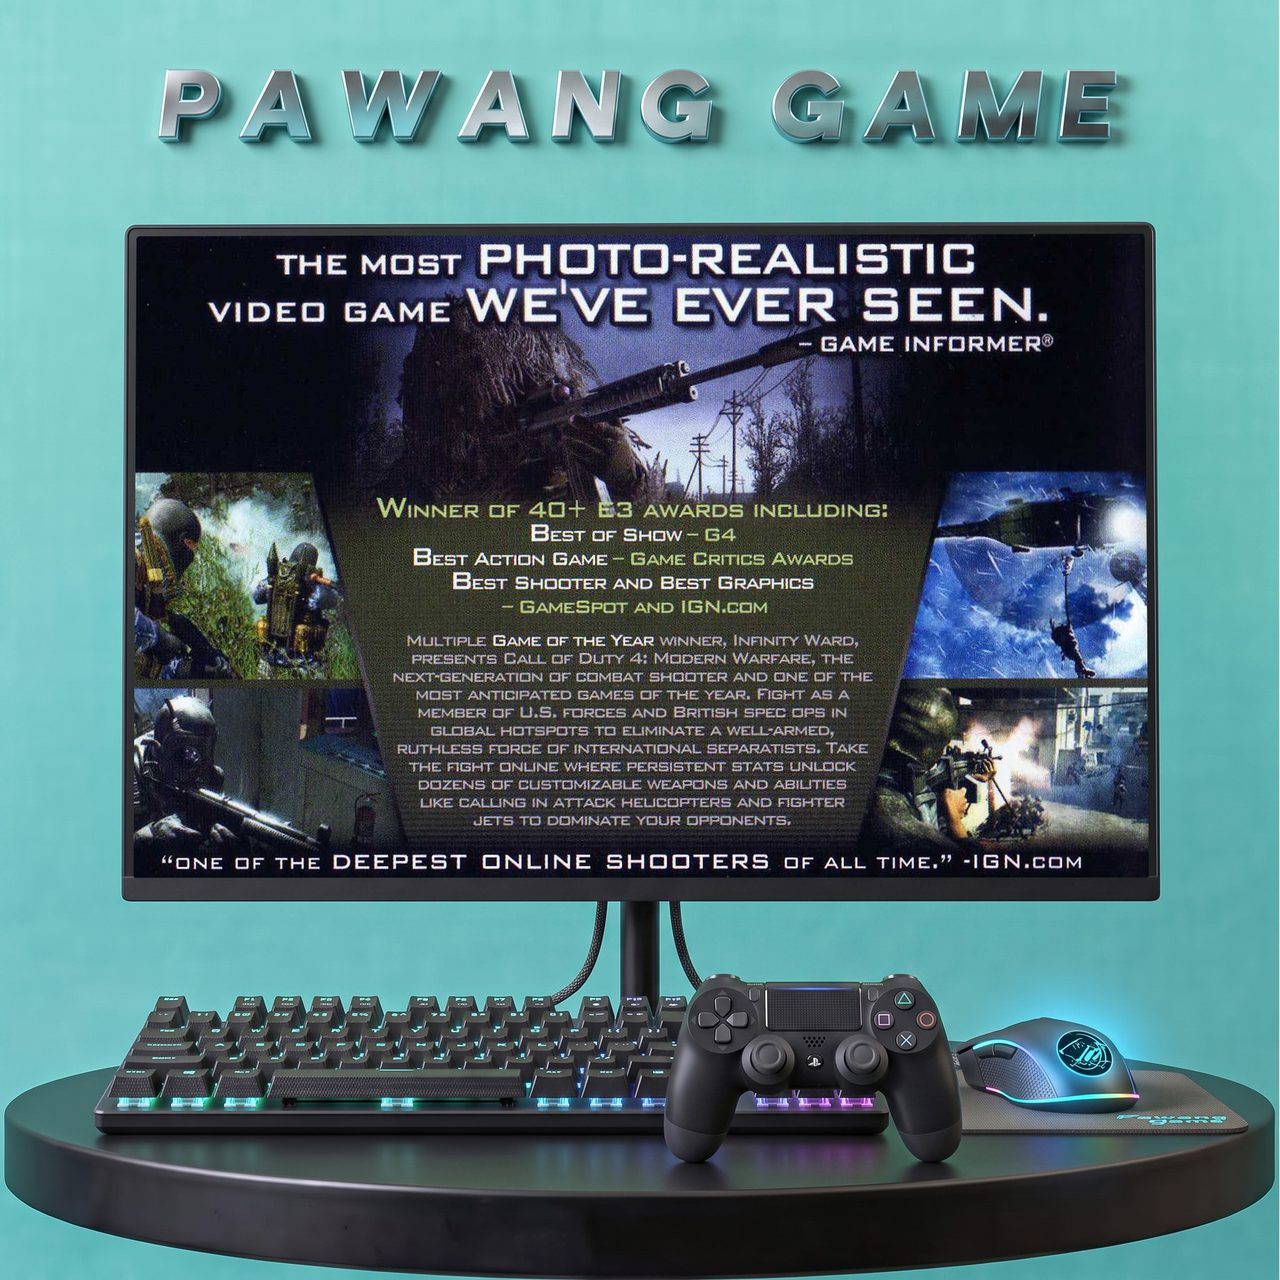 PAWANG GAME
THE MOST PHOTO-REALISTIC
VIDEO GAME WE'VE EVER SEEN.
– GAME INFORMER®
WINNER OF 40+ E3 AWARDS INCLUDING:
BEST OF SHOW – G4
BEST ACTION GAME – GAME CRITICS AWARDS
BEST SHOOTER AND BEST GRAPHICS
– GAMESPOT AND IGN.COM
MULTIPLE GAME OF THE YEAR WINNER, INFINITY WARD,
PRESENTS CALL OF DUTY 4: MODERN WARFARE, THE
NEXT-GENERATION OF COMBAT SHOOTER AND ONE OF THE
MOST ANTICIPATED GAMES OF THE YEAR. FIGHT AS A
MEMBER OF U.S. FORCES AND BRITISH SPEC OPS IN
GLOBAL HOTSPOTS TO ELIMINATE A WELL-ARMED,
RUTHLESS FORCE OF INTERNATIONAL SEPARATISTS. TAKE
THE FIGHT ONLINE WHERE PERSISTENT STATS UNLOCK
DOZENS OF CUSTOMIZABLE WEAPONS AND ABILITIES
LIKE CALLING IN ATTACK HELICOPTERS AND FIGHTER
JETS TO DOMINATE YOUR OPPONENTS.
“ONE OF THE DEEPEST ONLINE SHOOTERS OF ALL TIME.” -IGN.COM
Pawang
game